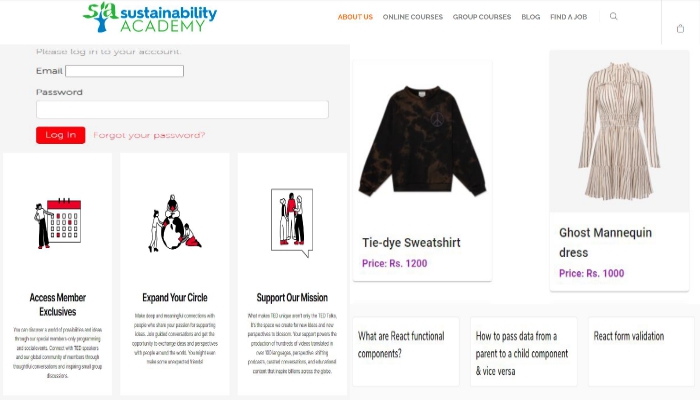 sa sustainability
ACADEMY
ABOUT US ONLINE COURSES GROUP COURSES BLOG FIND A JOB
Please log in to your account.
Email
Password
Log In Forgot your password?
Access Member
Exclusives
You can discover a world of possibilities and ideas
through our special members-only programming
and social events. Connect with TED speakers
and our global community of members through
thoughtful conversations and inspiring small group
discussions.
Expand Your Circle
Make deep and meaningful connections with
people who share your passion for supporting
ideas. Join guided conversations and get the
opportunity to exchange ideas and perspectives
with people around the world. You might even
make some unexpected friends!
Support Our Mission
What makes TED unique aren't only the TED Talks,
it's the space we create for new ideas and new
perspectives to blossom. Your support powers the
production of hundreds of videos translated in
over 100 languages, perspective-shifting
podcasts, curated conversations, and educational
content that inspire tattlers across the globe.
Tie-dye Sweatshirt
Price: Rs. 1200
Ghost Mannequin
dress
Price: Rs. 1000
What are React functional
components?
How to pass data from a
parent to a child component
& vice versa
React form validation